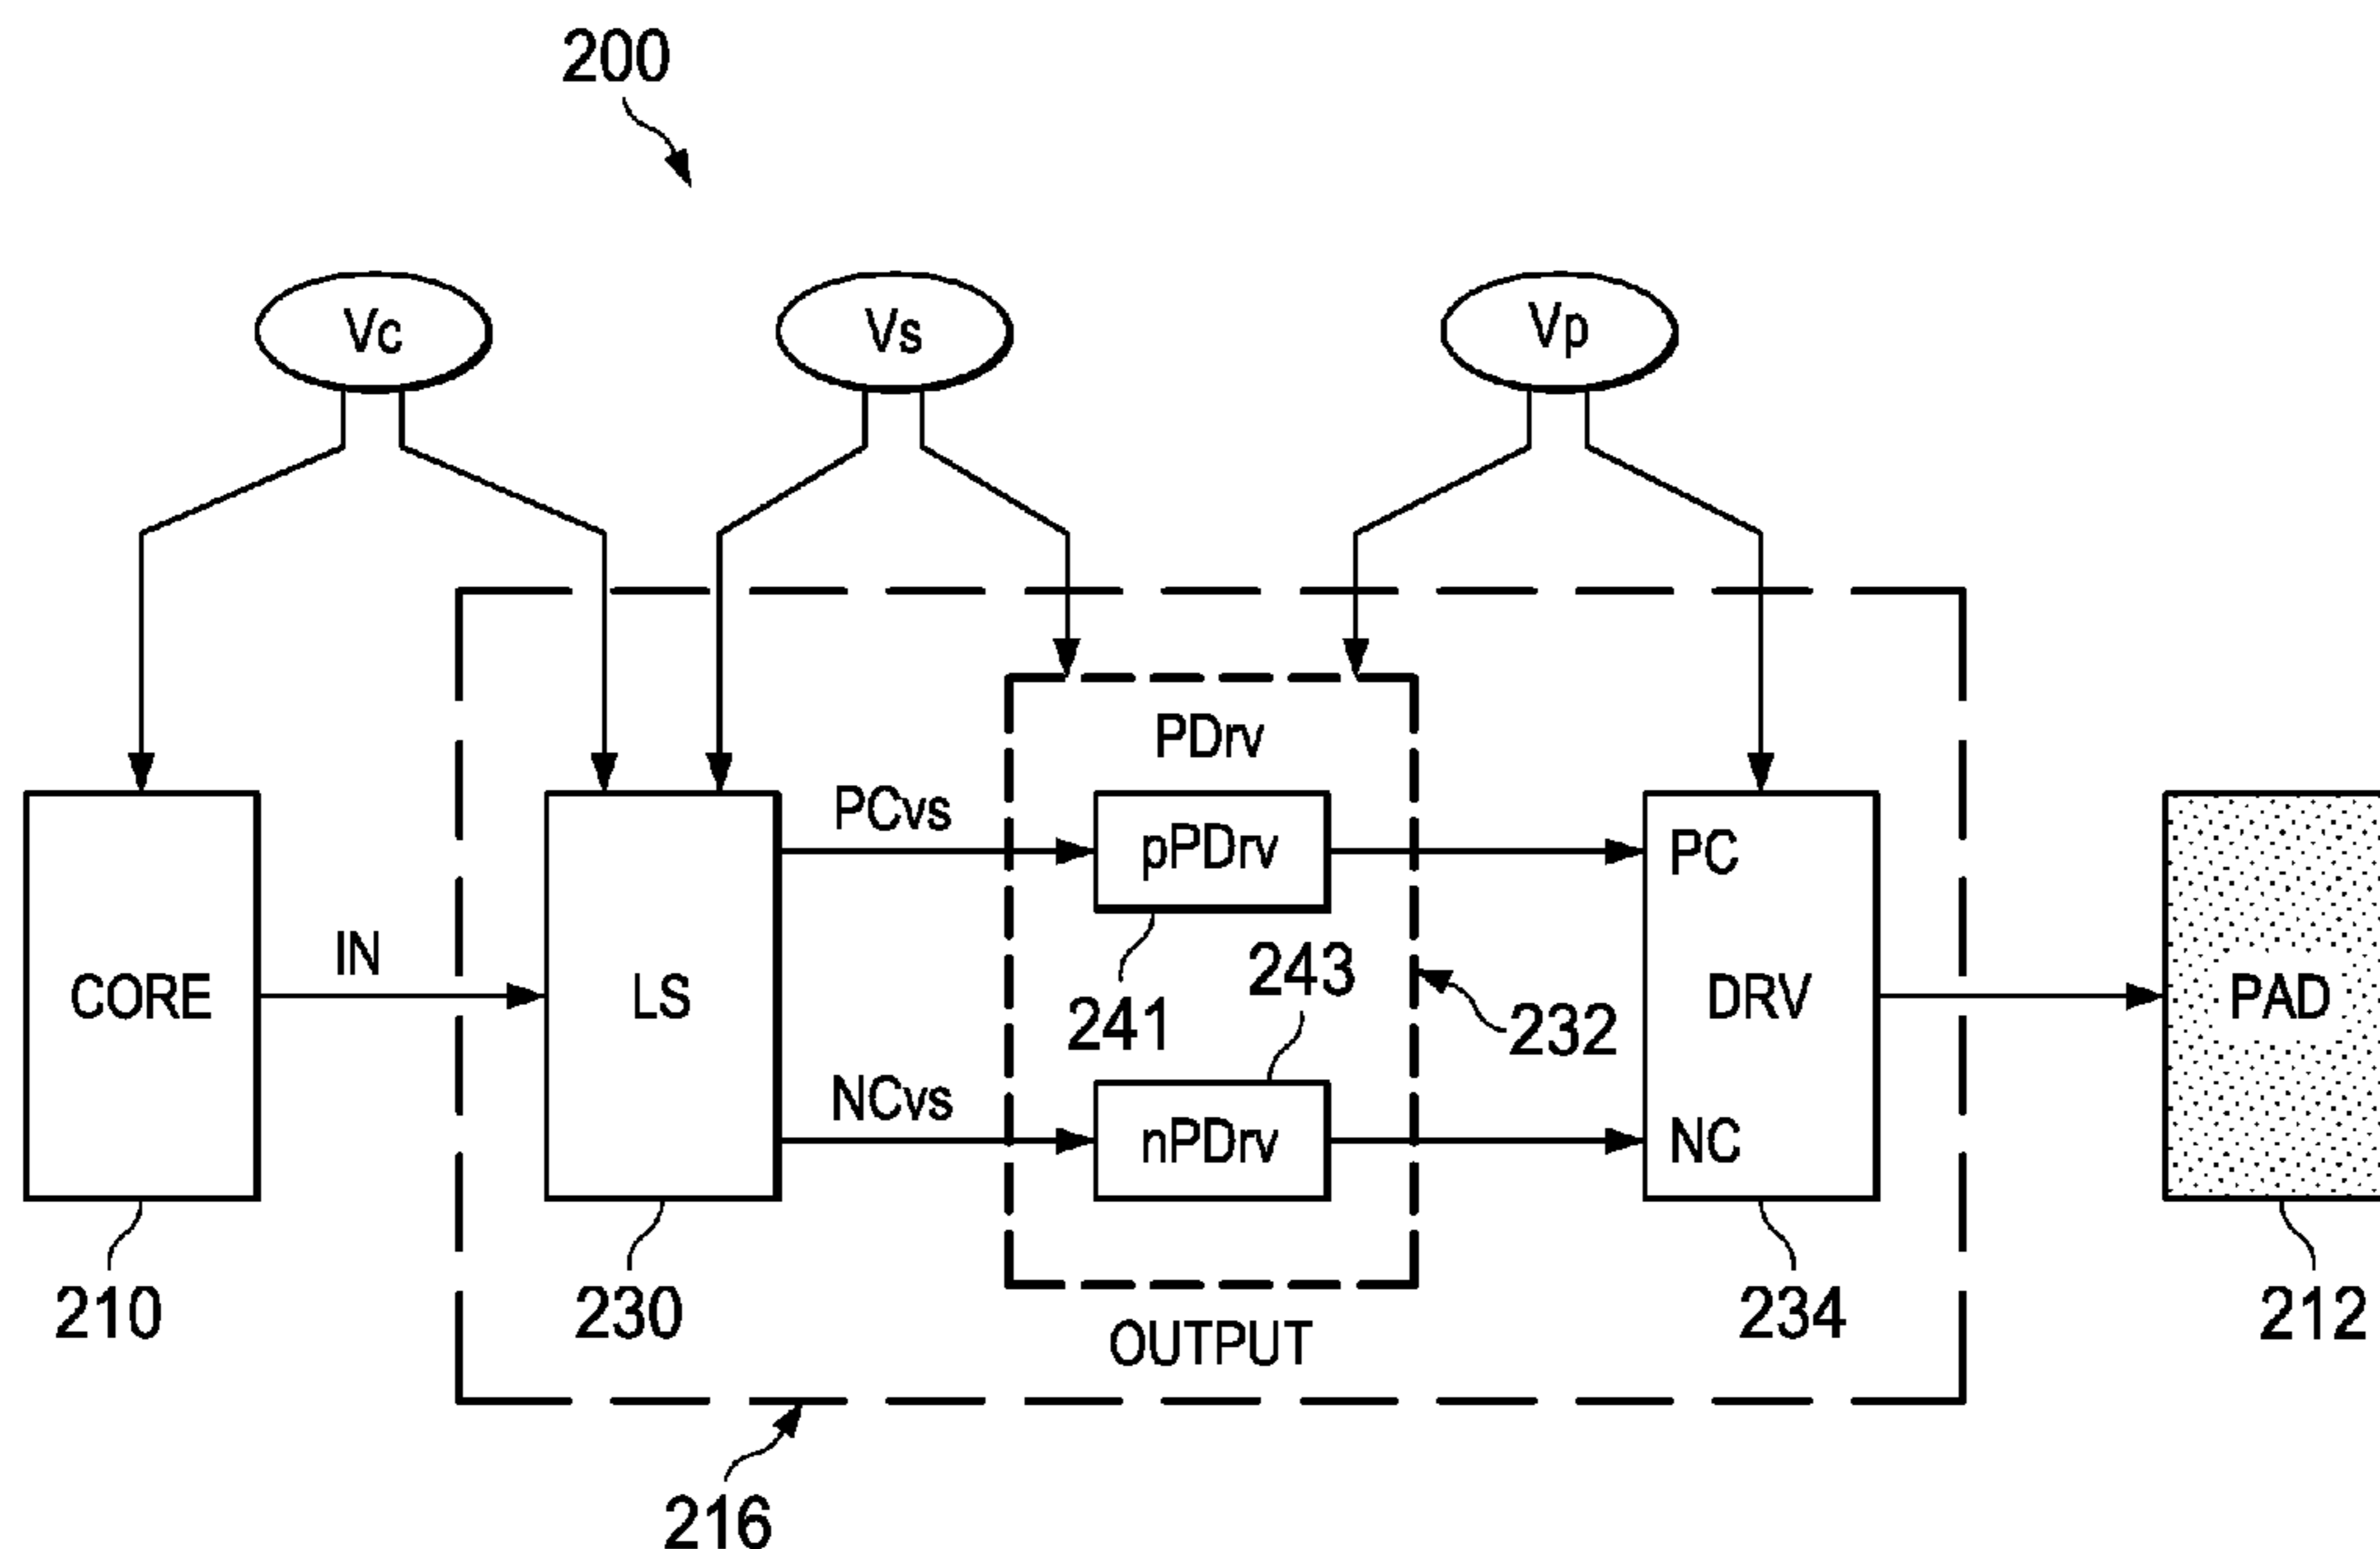 200
Vc
Vs
Vp
PDrv
PCvs
pPDrv
PC
IN
243
CORE
LS
241
232
DRV
PAD
NCvs
nPDrv
NC
210
230
OUTPUT
234
212
216